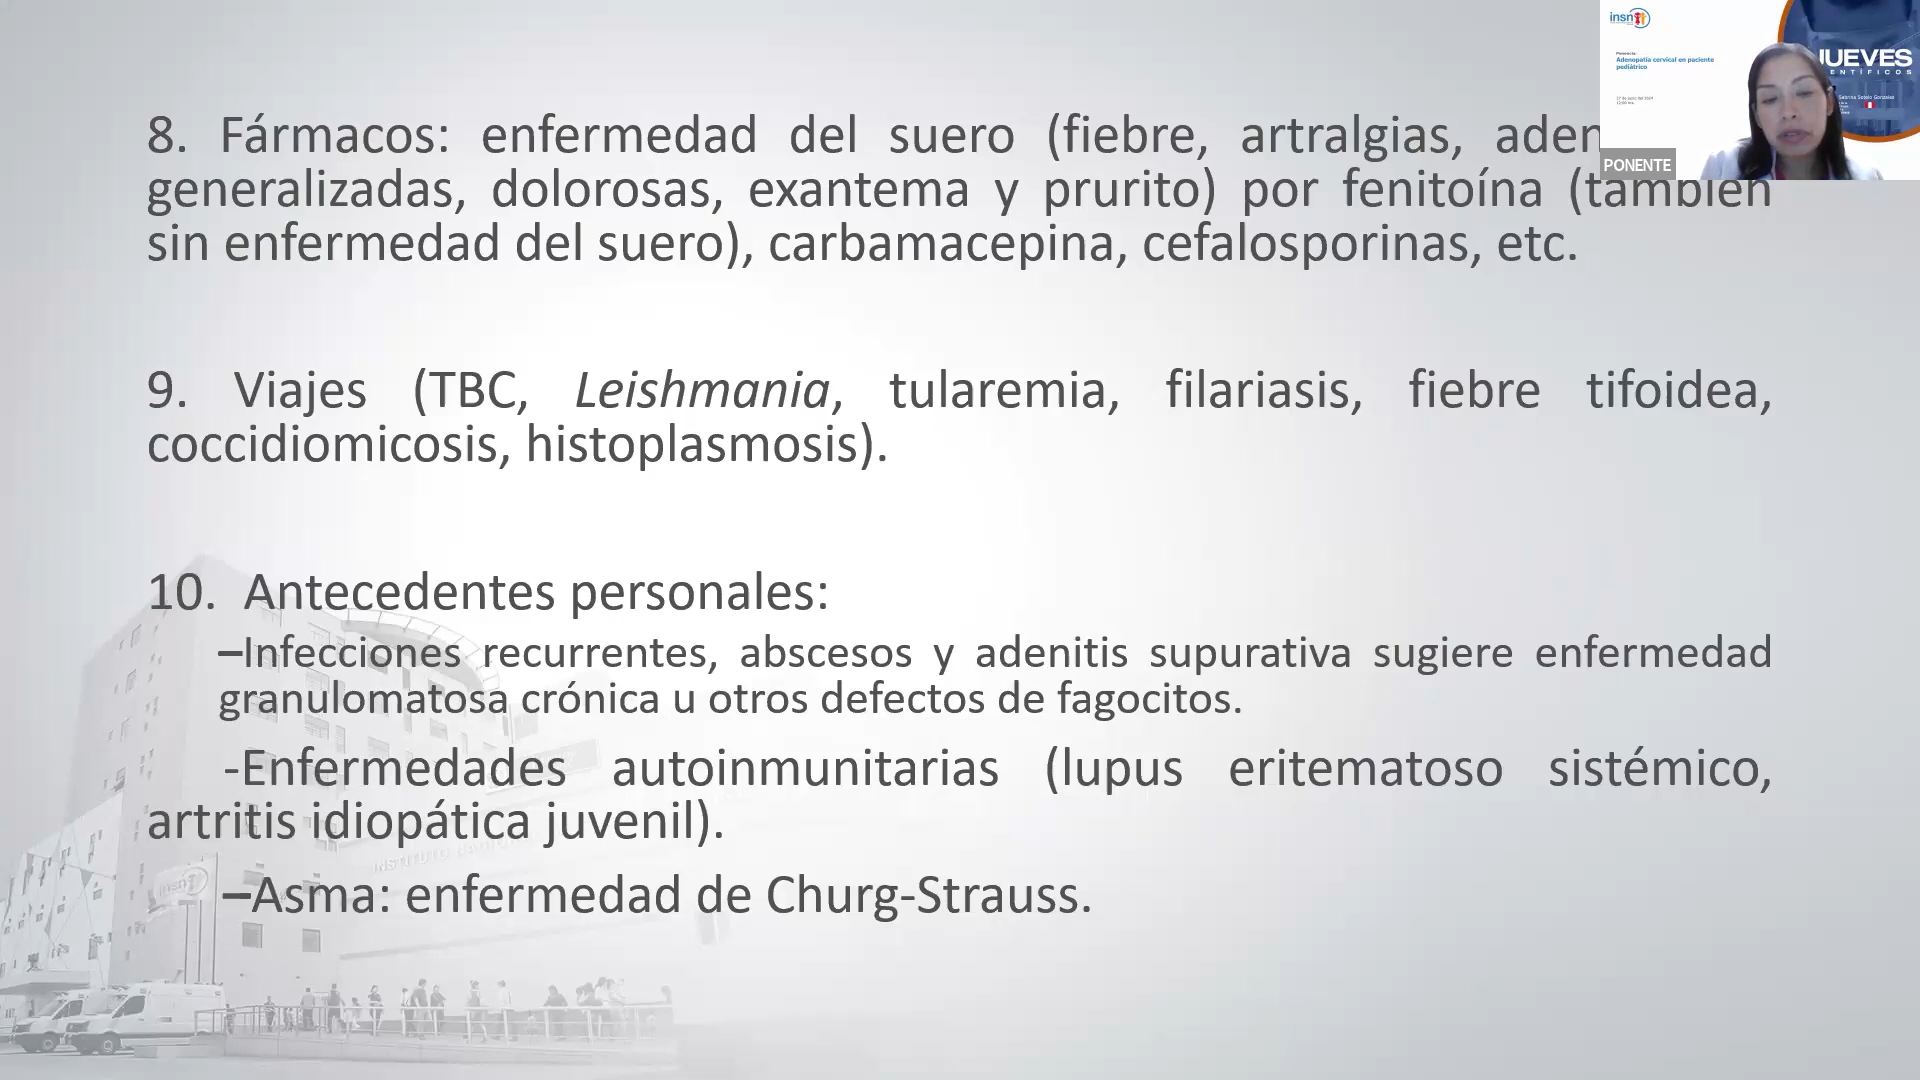 8. Fármacos: enfermedad del suero (fiebre, artralgias,
generalizadas, dolorosas, exantema y prurito) por fenitoína (también
sin enfermedad del suero), carbamacepina, cefalosporinas, etc.
9. Viajes (TBC, Leishmania, tularemia, filariasis, fiebre tifoidea,
coccidiomicosis, histoplasmosis).
10. Antecedentes personales:
–Infecciones recurrentes, abscesos y adenitis supurativa sugiere enfermedad
granulomatosa crónica u otros defectos de fagocitos.
-Enfermedades autoinmunitarias (lupus eritematoso sistémico,
artritis idiopática juvenil).
–Asma: enfermedad de Churg-Strauss.
insn
Ponencia:
Adenopatía cervical en paciente
pediátrico
JUEVES
PONENTE
insn